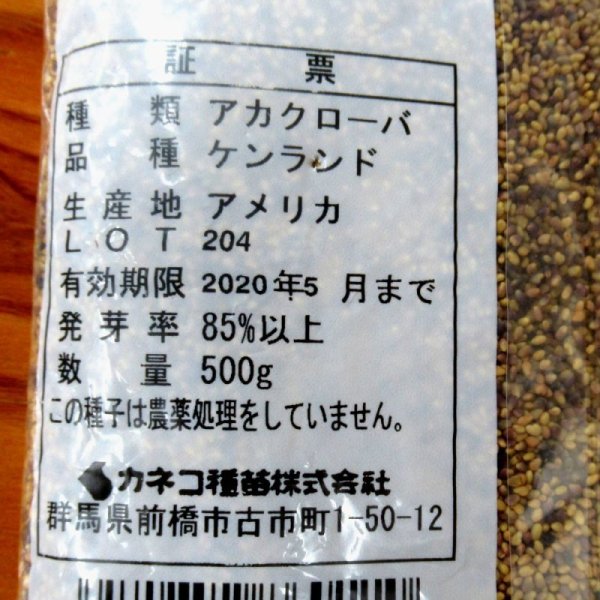 証 票
種 類 アカクローバ
品 種 ケンランド
生産地 アメリカ
LOT 204
有効期限 2020年5 月まで
発芽率 85%以上
数 量 500g
この種子は農薬処理をしていません。
カネコ種苗株式会社
群馬県前橋市古市町1-50-12